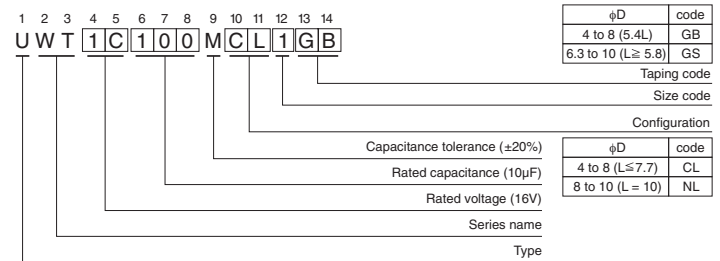 1 2 3 4 5 6 7 8 9 10 11 12 13 14
U W T 1 C 1 0 0 M C L 1 G B
ϕD code
4 to 8 (5.4L) GB
6.3 to 10 (L≧ 5.8) GS
Taping code
Size code
Configuration
ϕD code
4 to 8 (L≦7.7) CL
8 to 10 (L = 10) NL
Capacitance tolerance (±20%)
Rated capacitance (10μF)
Rated voltage (16V)
Series name
Type